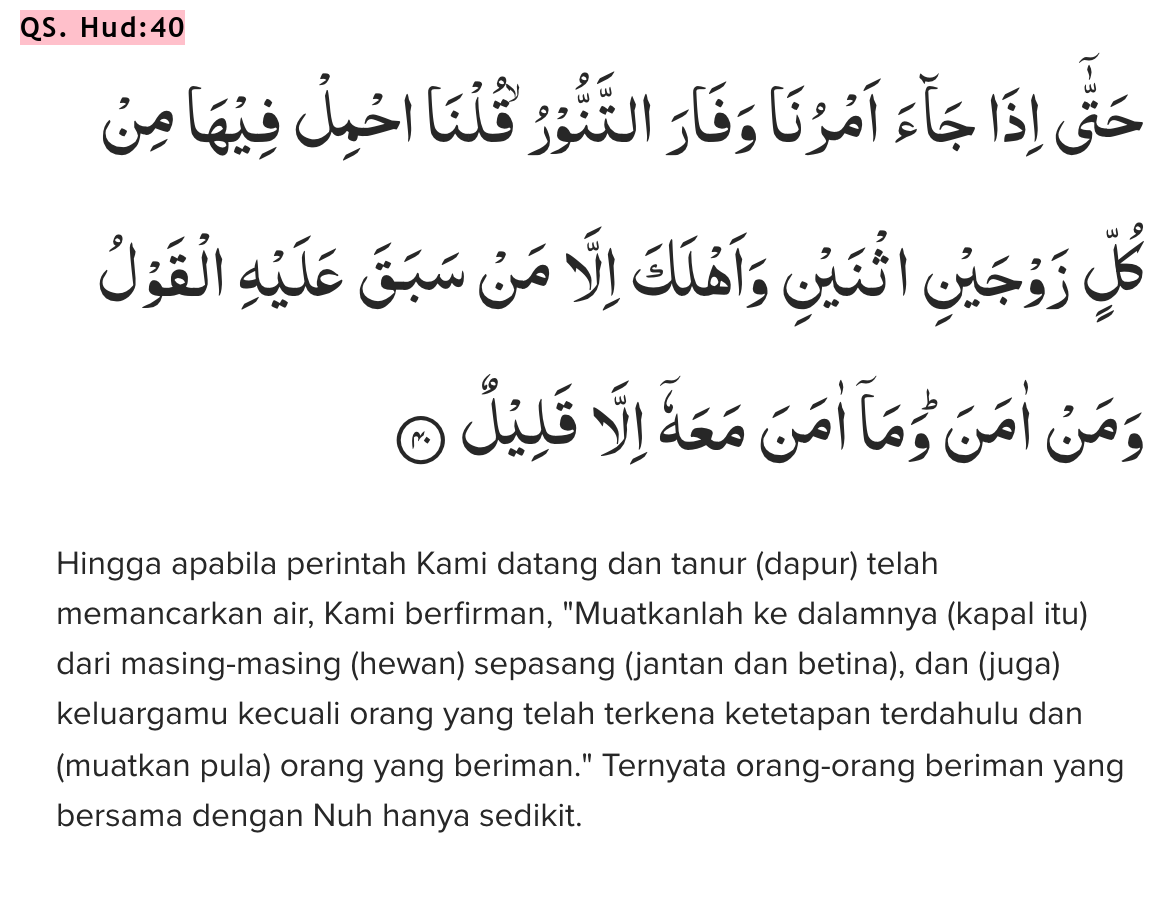 QS. Hud:40
حَتّٰٓى اِذَا جَاۤءَ اَمْرُنَا وَفَارَ التَّنُّوْرُۙ قُلْنَا احْمِلْ فِيْهَا مِنْ
كُلٍّ زَوْجَيْنِ اثْنَيْنِ وَاَهْلَكَ اِلَّا مَنْ سَبَقَ عَلَيْهِ الْقَوْلُ
وَمَنْ اٰمَنَ ۗوَمَآ اٰمَنَ مَعَهٗٓ اِلَّا قَلِيْلٌ ٤٠
Hingga apabila perintah Kami datang dan tanur (dapur) telah
memancarkan air, Kami berfirman, "Muatkanlah ke dalamnya (kapal itu)
dari masing-masing (hewan) sepasang (jantan dan betina), dan (juga)
keluargamu kecuali orang yang telah terkena ketetapan terdahulu dan
(muatkan pula) orang yang beriman." Ternyata orang-orang beriman yang
bersama dengan Nuh hanya sedikit.